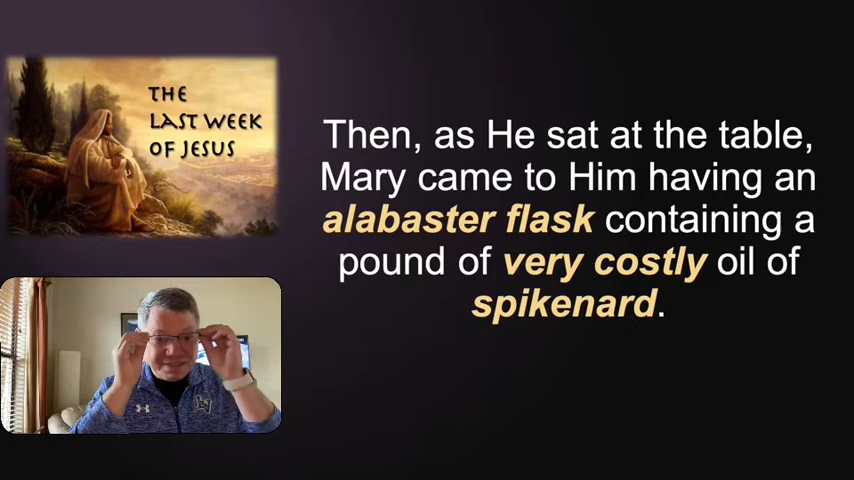 THE
LAST WEEK
OF JESUS
Then, as He sat at the table,
Mary came to Him having an
alabaster flask containing a
pound of very costly oil of
spikenard.